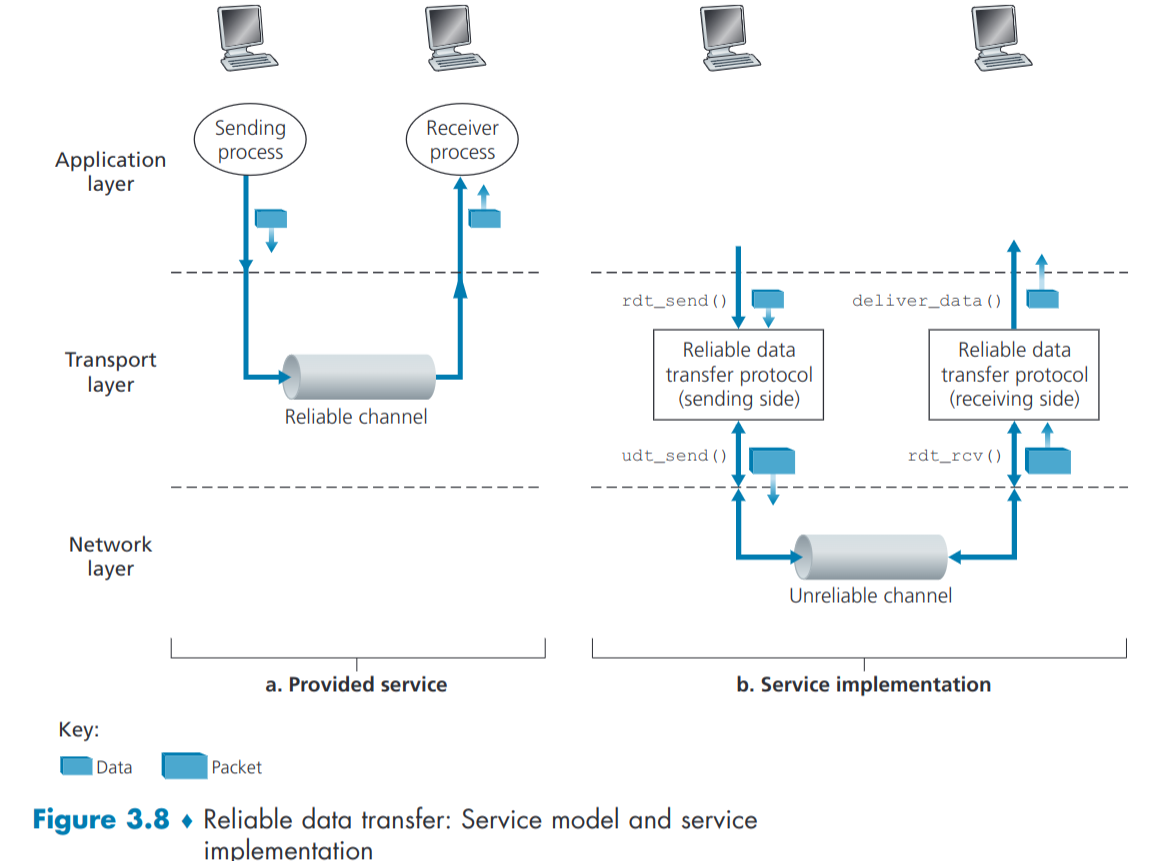 Sending
process
Receiver
process
Application
layer
rdt_send()
deliver_data()
Transport
layer
Reliable data
transfer protocol
(sending side)
Reliable data
transfer protocol
(receiving side)
Reliable channel
udt_send()
rdt_rcv()
Network
layer
Unreliable channel
a. Provided service
b. Service implementation
Key:
Data
Packet
Figure 3.8 ♦ Reliable data transfer: Service model and service
implementation